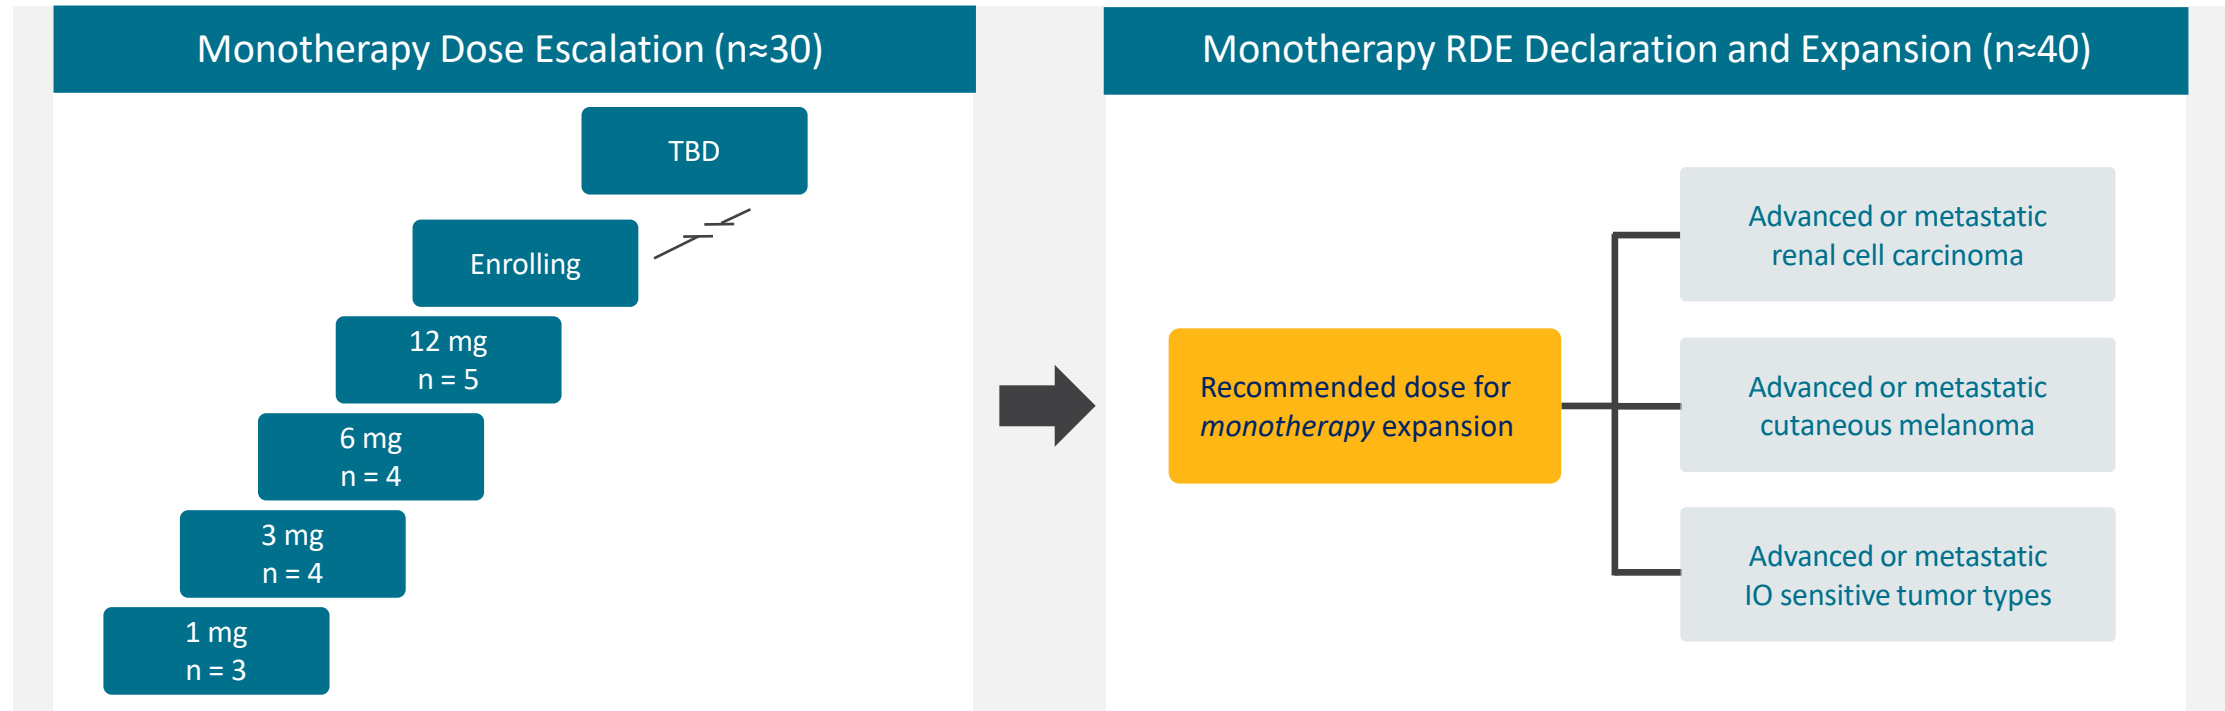 Monotherapy Dose Escalation (n≈30)
TBD
Enrolling
12 mg
n = 5
6 mg
n = 4
3 mg
n = 4
1 mg
n = 3
Monotherapy RDE Declaration and Expansion (n≈40)
Recommended dose for
monotherapy expansion
Advanced or metastatic
renal cell carcinoma
Advanced or metastatic
cutaneous melanoma
Advanced or metastatic
IO sensitive tumor types